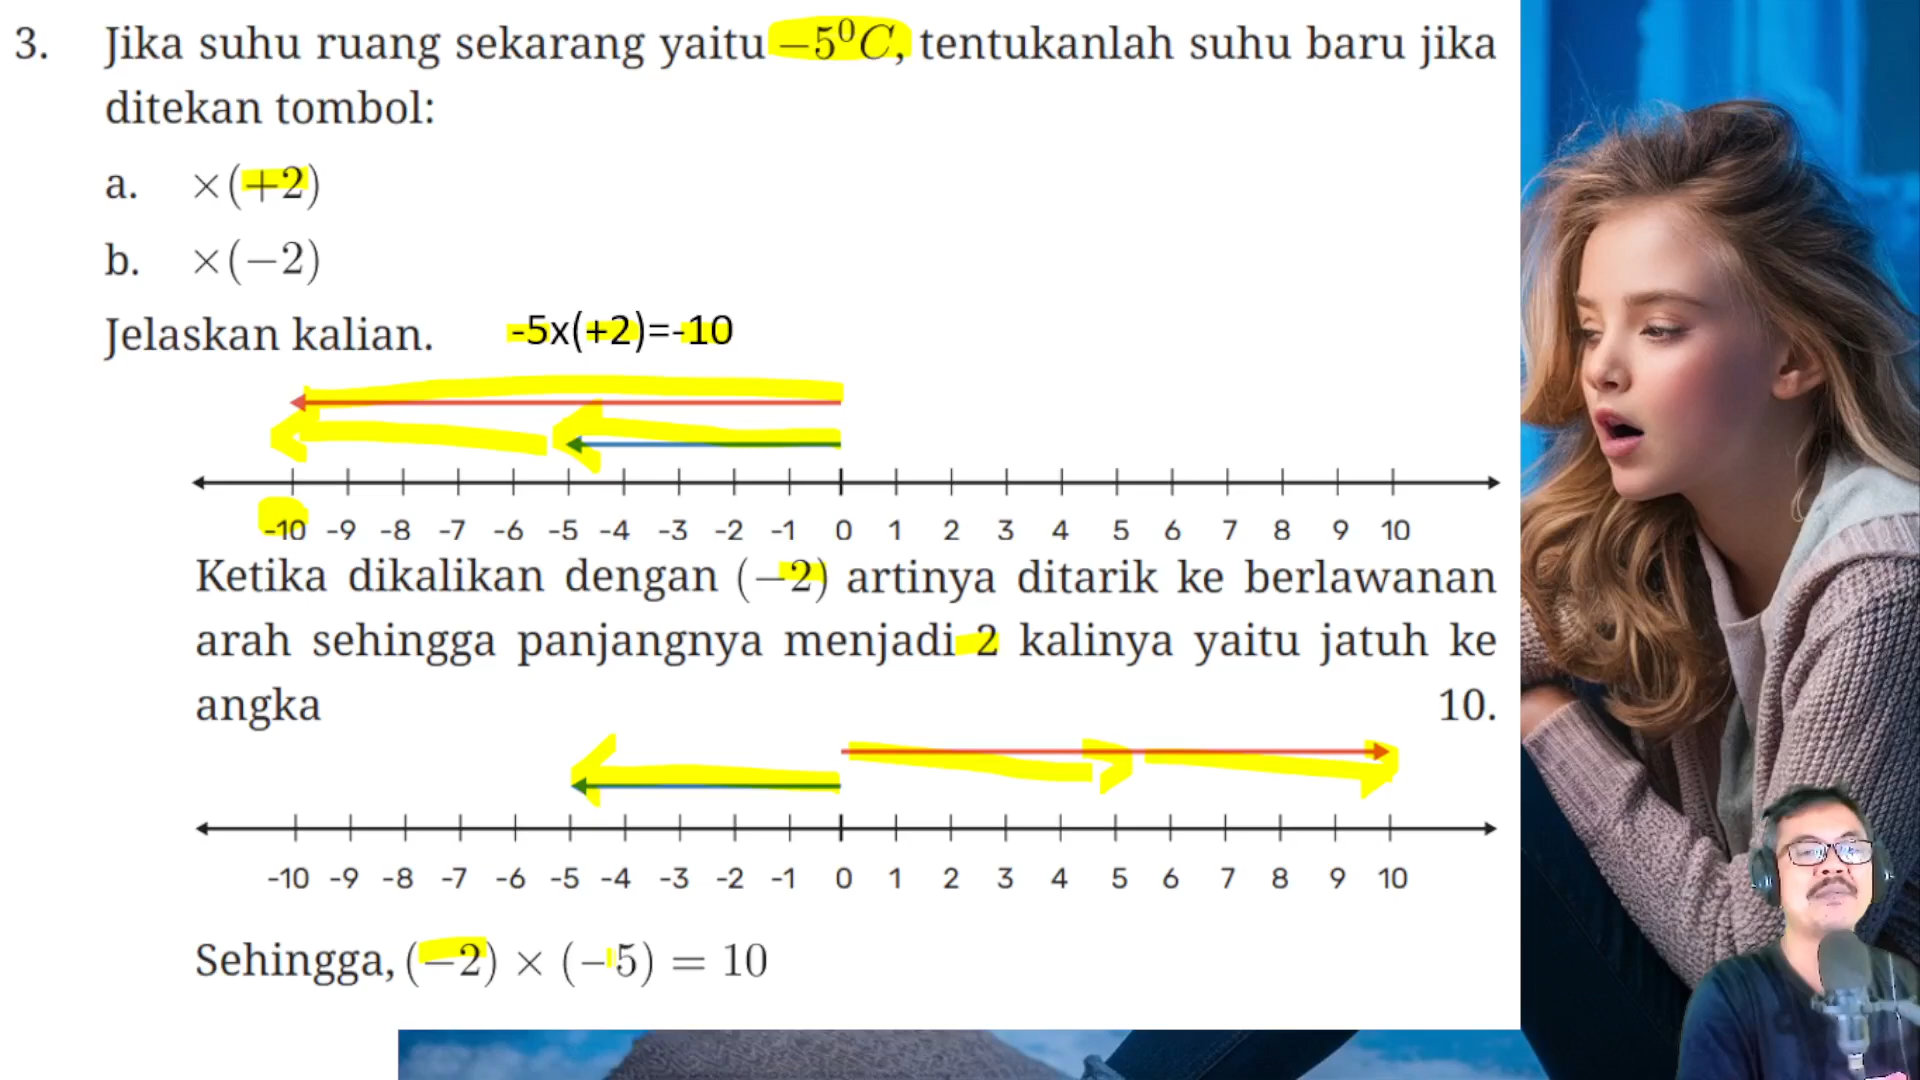 3. Jika suhu ruang sekarang yaitu −5⁰C, tentukanlah suhu baru jika
ditekan tombol:
a. ×(+2)
b. ×(−2)
Jelaskan kalian. -5x(+2)=-10
-10 -9 -8 -7 -6 -5 -4 -3 -2 -1 0 1 2 3 4 5 6 7 8 9 10
Ketika dikalikan dengan (−2) artinya ditarik ke berlawanan
arah sehingga panjangnya menjadi 2 kalinya yaitu jatuh ke
angka 10.
-10 -9 -8 -7 -6 -5 -4 -3 -2 -1 0 1 2 3 4 5 6 7 8 9 10
Sehingga, (−2) × (−5) = 10